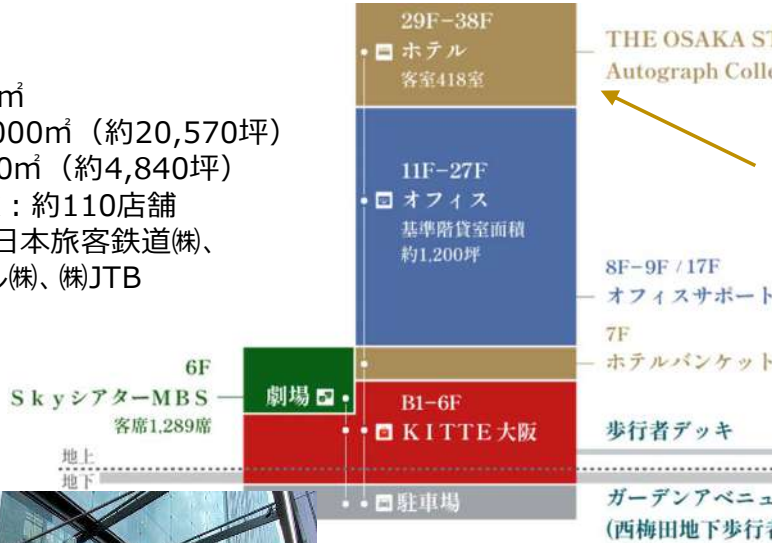 ㎡
000㎡（約20,570坪）
0㎡（約4,840坪）
：約110店舗
日本旅客鉄道㈱、
㈱、㈱JTB
29F-38F
ホテル
客室418室
THE OSAKA ST
Autograph Colle
11F-27F
オフィス
基準階貸室面積
約1,200坪
8F-9F / 17F
オフィスサポート
7F
ホテルバンケット
6F
SkyシアターMBS
客席1,289席
劇場
B1-6F
KITTE大阪
歩行者デッキ
地上
地下
駐車場
ガーデンアベニュ
(西梅田地下歩行者